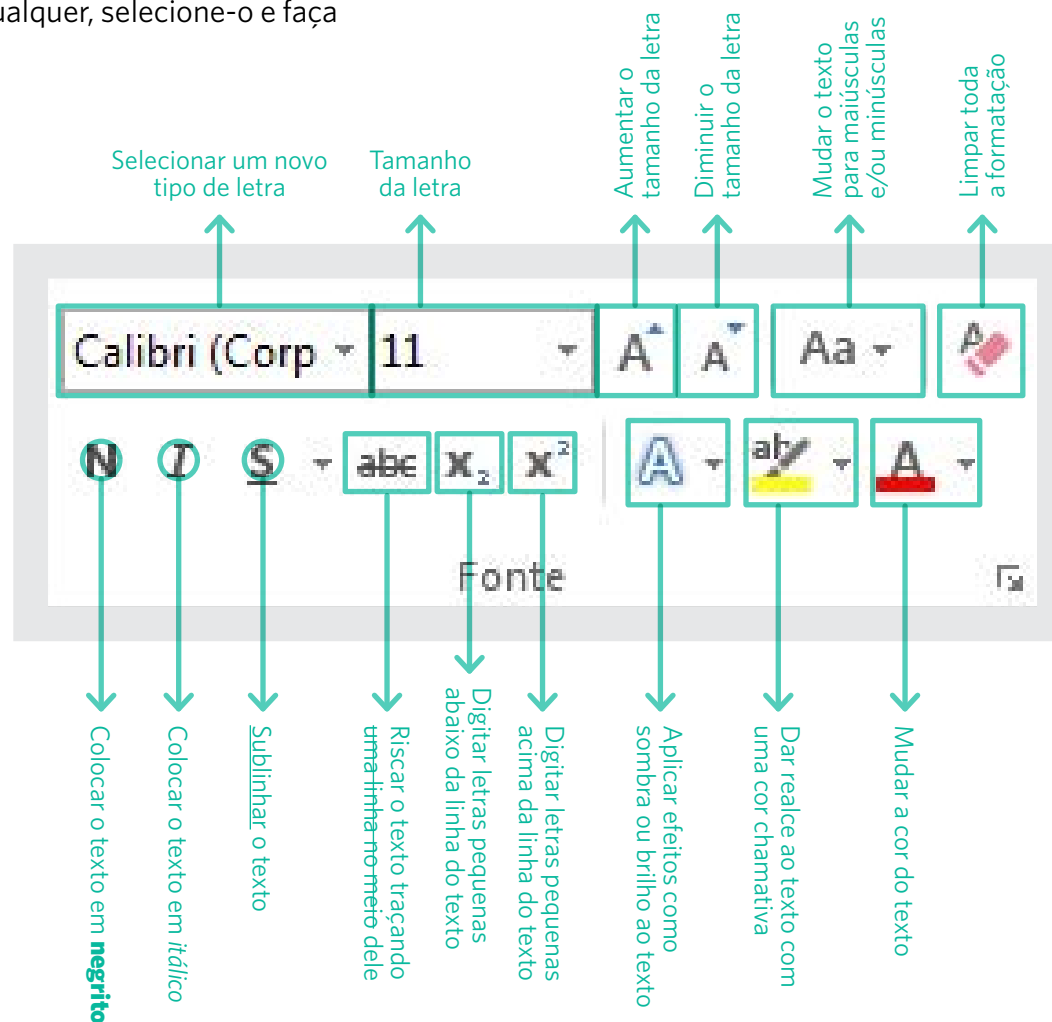 ualquer, selecione-o e faça
Selecionar um novo
tipo de letra
Tamanho
da letra
Aumentar o
tamanho da letra
Diminuir o
tamanho da letra
Mudar o texto
para maiúsculas
e/ou minúsculas
Limpar toda
a formatação
Calibri (Corp
11
A
A
Aa
A
N
I
S
abc
x₂
x²
A
ab
A
Fonte
Colocar o texto em negrito
Colocar o texto em itálico
Sublinhar o texto
Riscar o texto traçando
uma linha no meio dele
Digitar letras pequenas
abaixo da linha do texto
Digitar letras pequenas
acima da linha do texto
Aplicar efeitos como
sombra ou brilho ao texto
Dar realce ao texto com
uma cor chamativa
Mudar a cor do texto